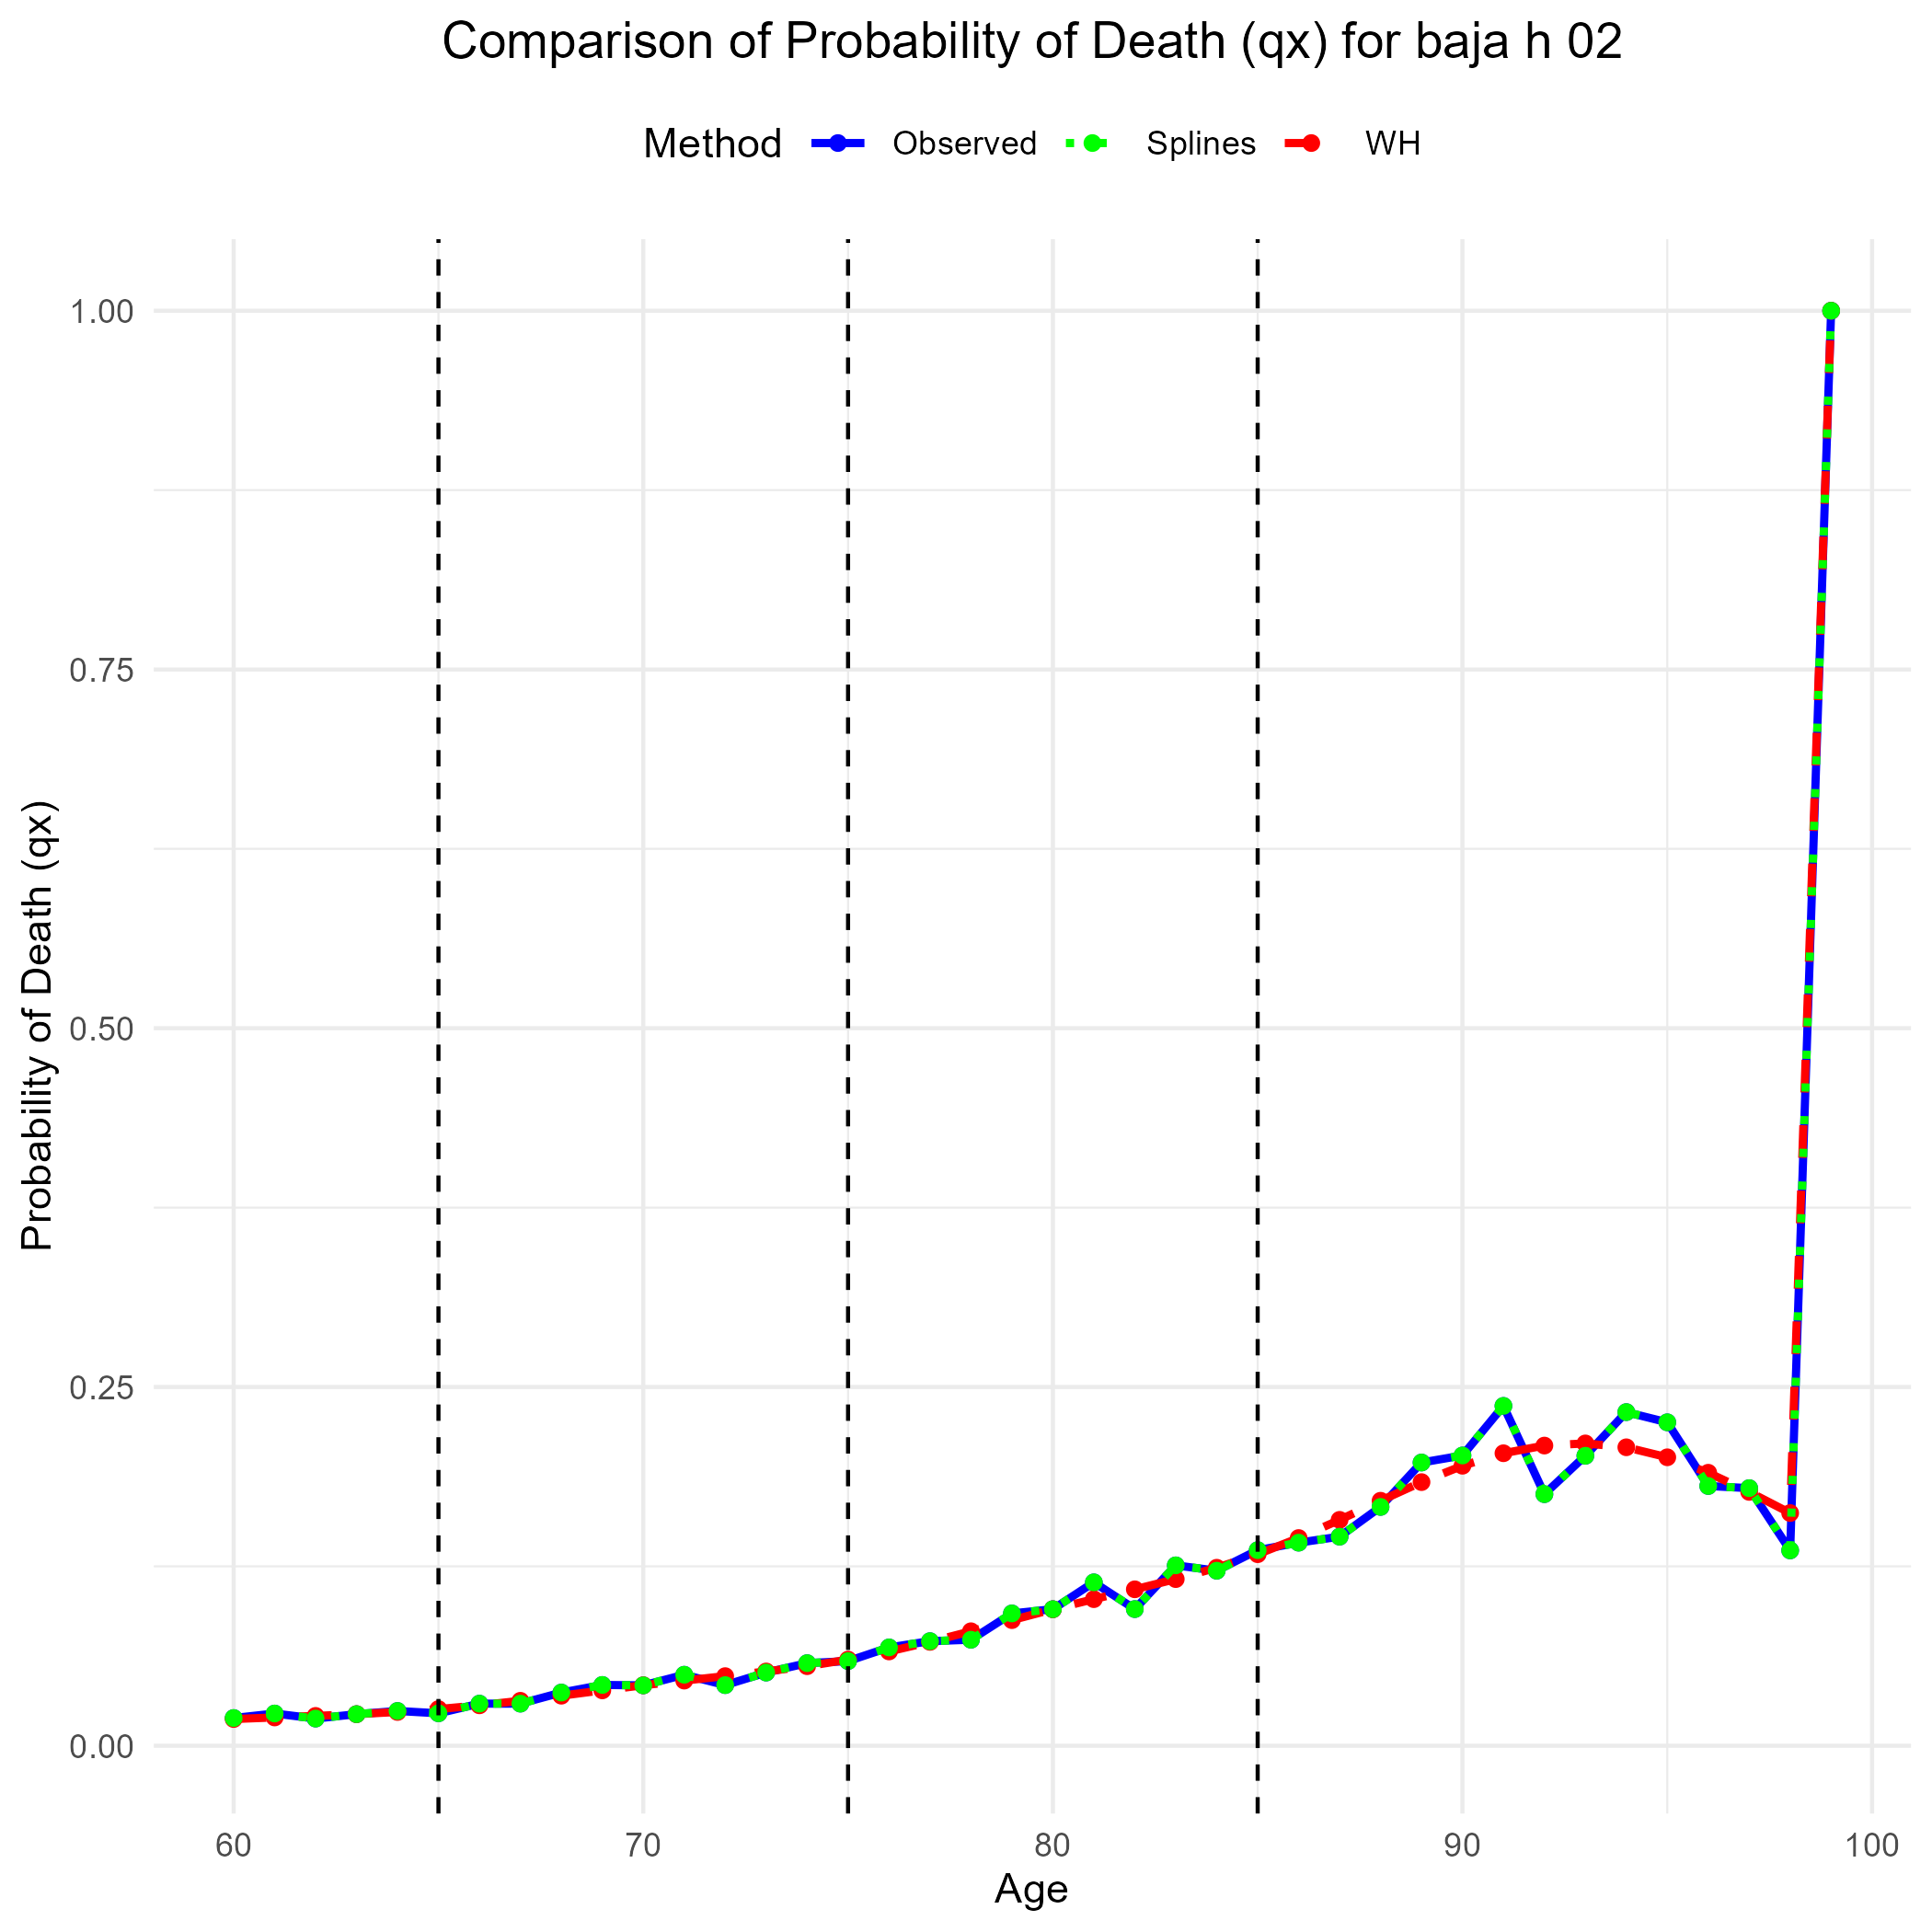 Comparison of Probability of Death (qx) for baja h 02
Method Observed Splines WH
1.00
0.75
0.50
0.25
0.00
Probability of Death (qx)
60 70 80 90 100
Age